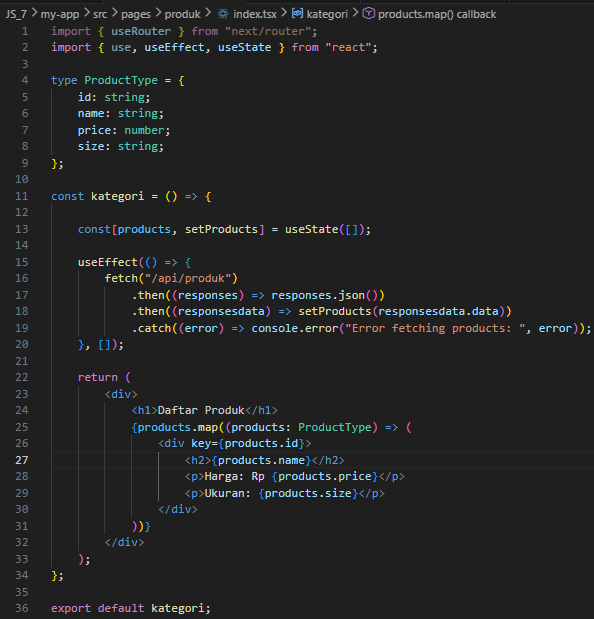 JS_7 > my-app > src > pages > produk > index.tsx > kategori > products.map() callback
1 import { useRouter } from "next/router";
2 import { use, useEffect, useState } from "react";
3
4 type ProductType = {
5     id: string;
6     name: string;
7     price: number;
8     size: string;
9 };
10
11 const kategori = () => {
12
13     const[products, setProducts] = useState([]);
14
15     useEffect(() => {
16         fetch("/api/produk")
17             .then((responses) => responses.json())
18             .then((responsesdata) => setProducts(responsesdata.data))
19             .catch((error) => console.error("Error fetching products: ", error));
20     }, []);
21
22     return (
23         <div>
24             <h1>Daftar Produk</h1>
25             {products.map((products: ProductType) => (
26                 <div key={products.id}>
27                     <h2>{products.name}</h2>
28                     <p>Harga: Rp {products.price}</p>
29                     <p>Ukuran: {products.size}</p>
30                 </div>
31             ))}
32         </div>
33     );
34 };
35
36 export default kategori;